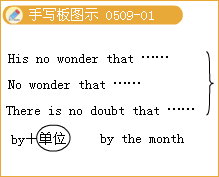 手写板图示 0509-01
His no wonder that ……
No wonder that ……
There is no doubt that ……
by+单位 by the month